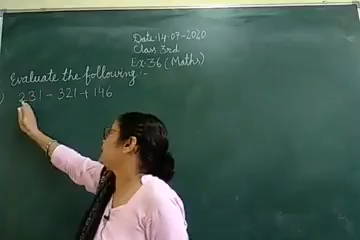 Date:14-07-2020
Class 3rd
Ex:36 (Maths)
Evaluate the following:-
) 231 - 321 + 146